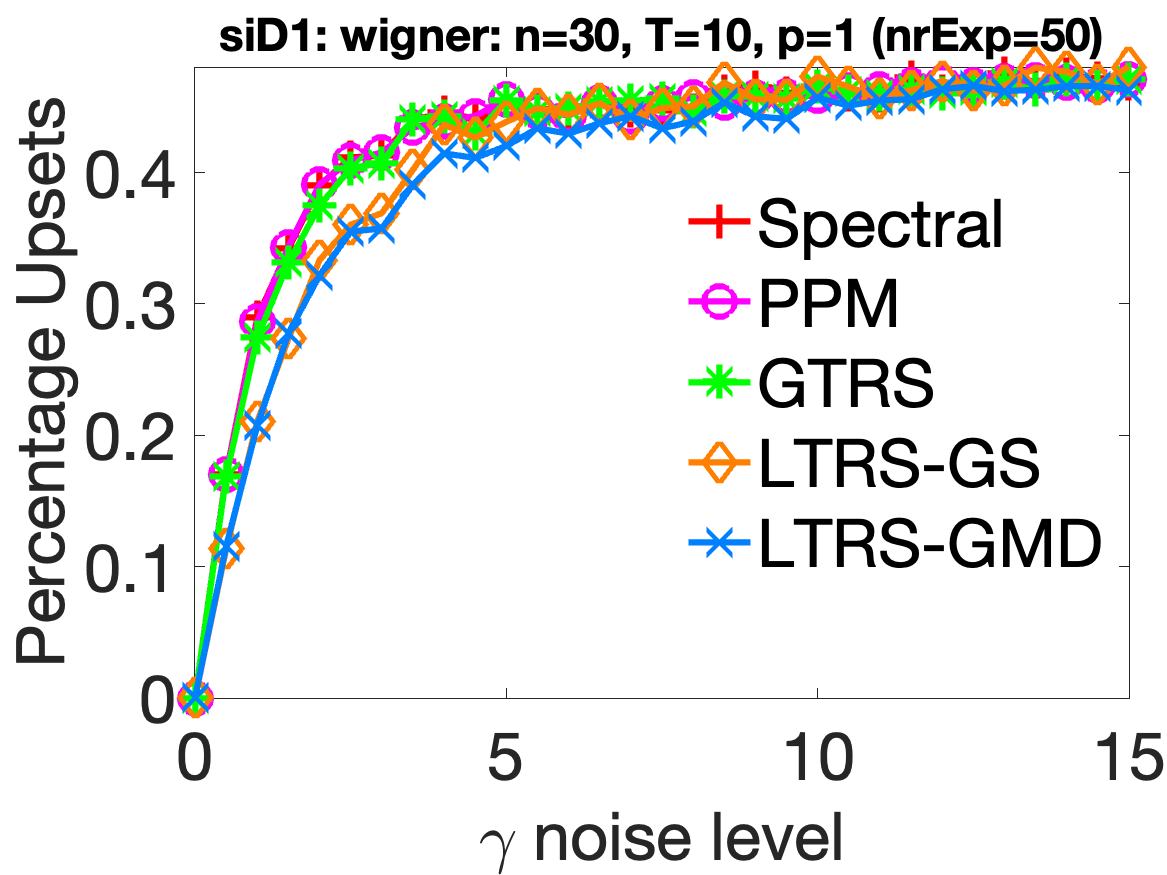 siD1: wigner: n=30, T=10, p=1 (nrExp=50)
Percentage Upsets
0.4
0.3
0.2
0.1
0
Spectral
PPM
GTRS
LTRS-GS
LTRS-GMD
0 5 10 15
γ noise level